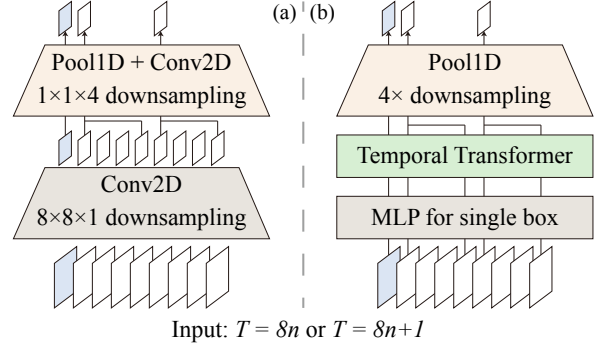 (a) (b)
Pool1D + Conv2D
1×1×4 downsampling
Conv2D
8×8×1 downsampling
Pool1D
4× downsampling
Temporal Transformer
MLP for single box
Input: T = 8n or T = 8n+1